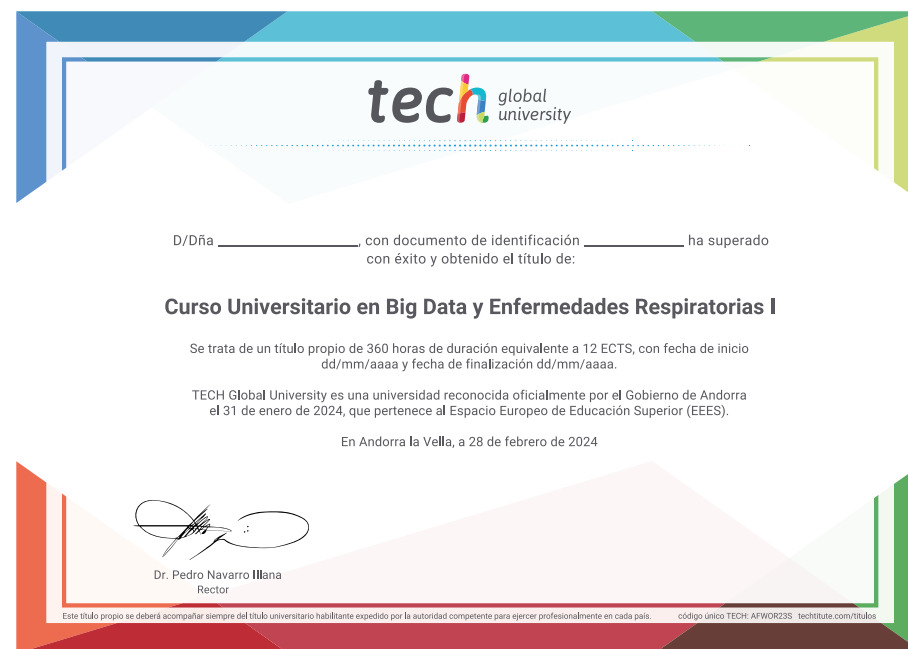 tech global university
D/Dña ____________________, con documento de identificación ______________ ha superado
con éxito y obtenido el título de:
Curso Universitario en Big Data y Enfermedades Respiratorias I
Se trata de un título propio de 360 horas de duración equivalente a 12 ECTS, con fecha de inicio
dd/mm/aaaa y fecha de finalización dd/mm/aaaa.
TECH Global University es una universidad reconocida oficialmente por el Gobierno de Andorra
el 31 de enero de 2024, que pertenece al Espacio Europeo de Educación Superior (EEES).
En Andorra la Vella, a 28 de febrero de 2024
Dr. Pedro Navarro Illana
Rector
Este título propio se deberá acompañar siempre del título universitario habilitante expedido por la autoridad competente para ejercer profesionalmente en cada país. código único TECH: AFWOR23S techtitute.com/titulos